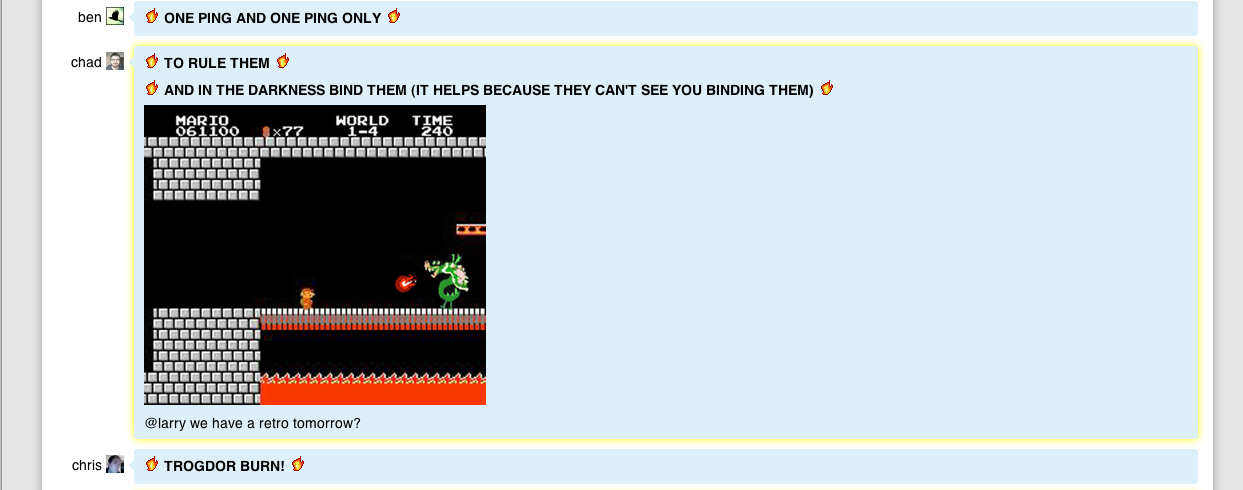 ben
ONE PING AND ONE PING ONLY
chad
TO RULE THEM
AND IN THE DARKNESS BIND THEM (IT HELPS BECAUSE THEY CAN'T SEE YOU BINDING THEM)
MARIO WORLD TIME
061100 x77 1-4 240
@larry we have a retro tomorrow?
chris
TROGDOR BURN!